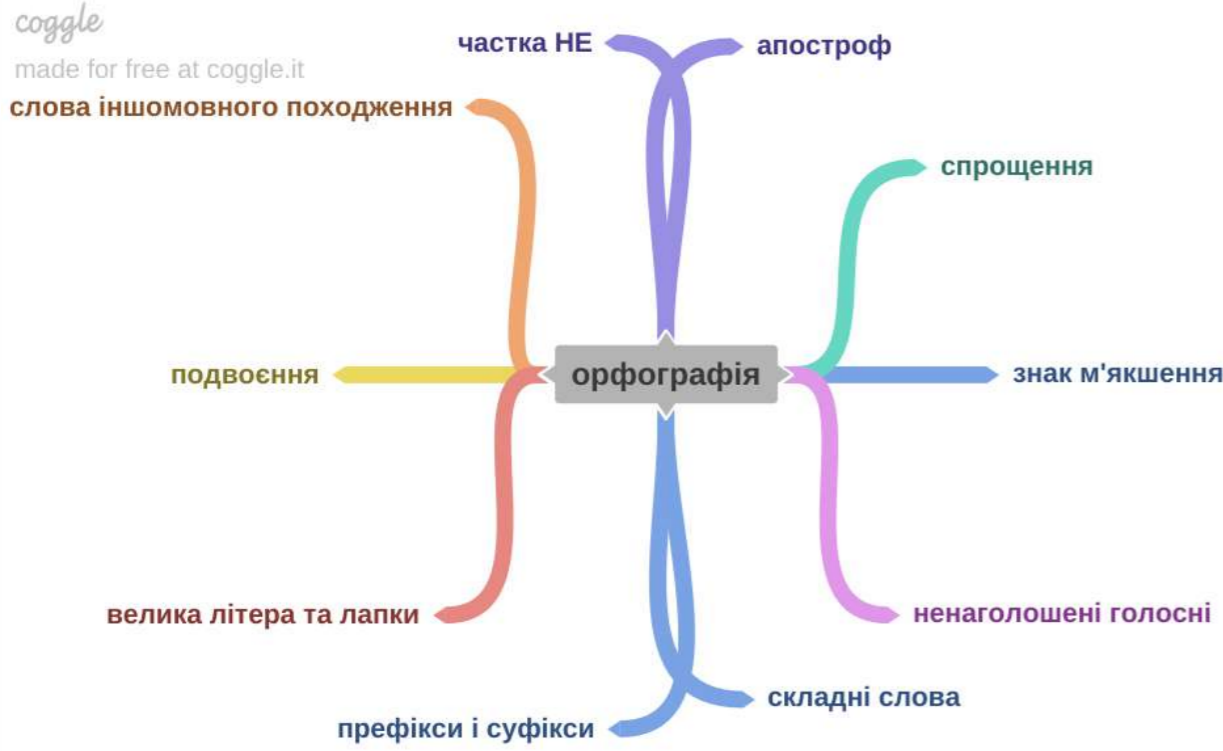 coggle
made for free at coggle.it
частка НЕ
апостроф
слова іншомовного походження
спрощення
подвоєння
орфографія
знак м'якшення
велика літера та лапки
ненаголошені голосні
складні слова
префікси і суфікси